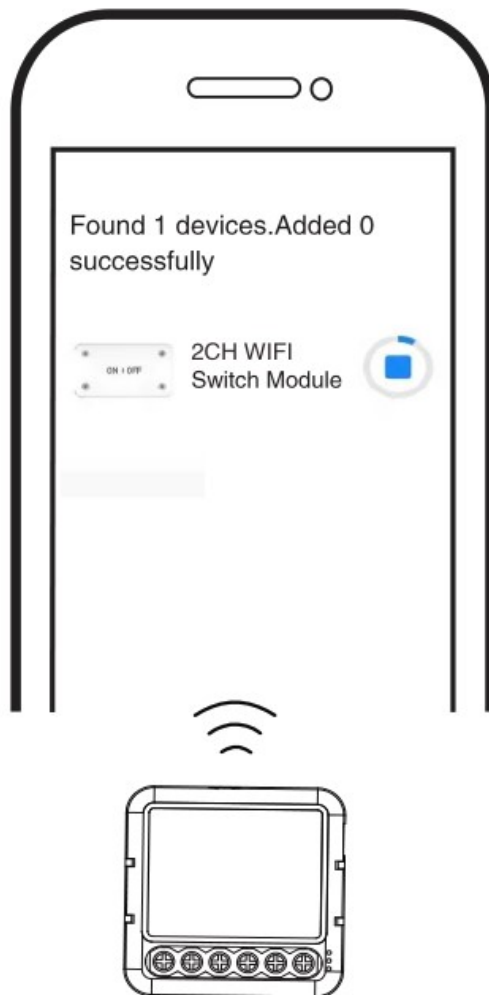 Found 1 devices.Added 0
successfully
2CH WIFI
Switch Module
ON I OFF